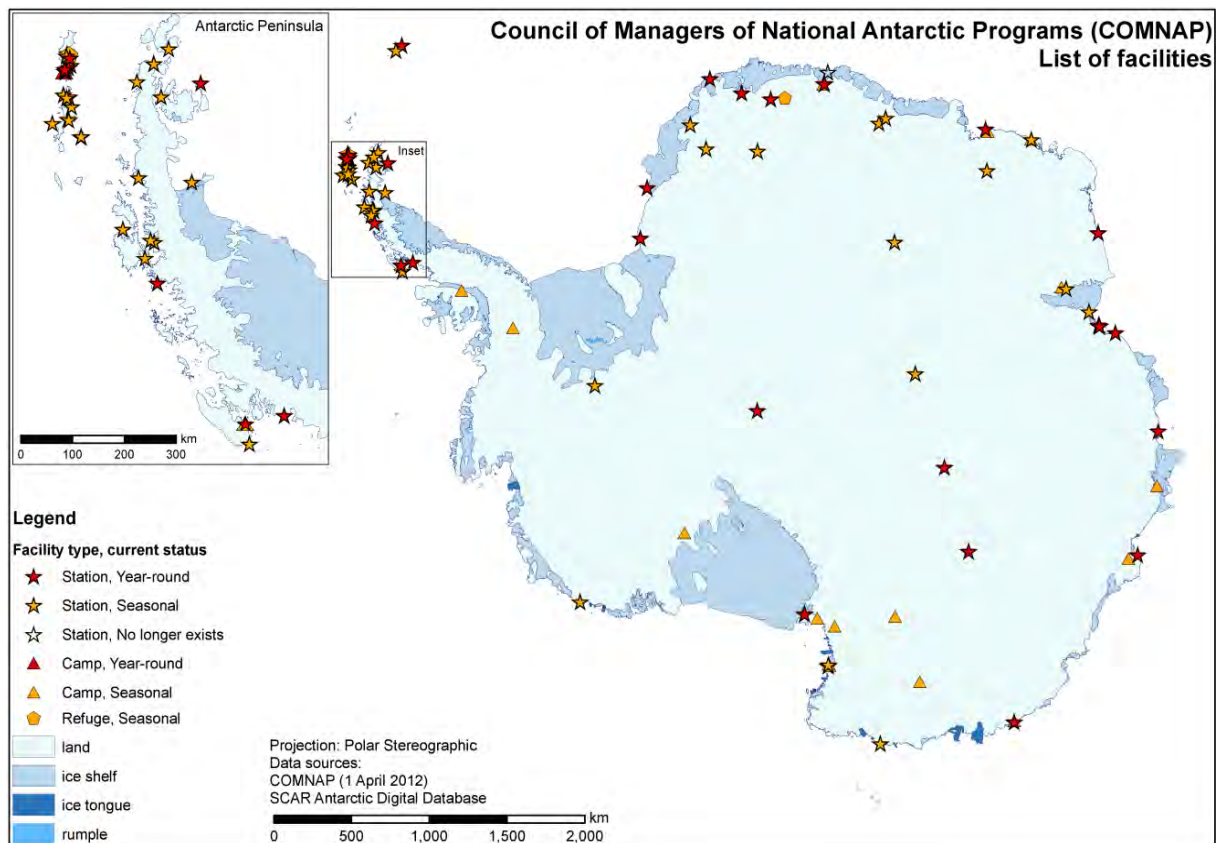 Council of Managers of National Antarctic Programs (COMNAP)
List of facilities
Antarctic Peninsula
Inset
km
0 100 200 300
Legend
Facility type, current status
Station, Year-round
Station, Seasonal
Station, No longer exists
Camp, Year-round
Camp, Seasonal
Refuge, Seasonal
land
ice shelf
ice tongue
rumple
Projection: Polar Stereographic
Data sources:
COMNAP (1 April 2012)
SCAR Antarctic Digital Database
km
0 500 1,000 1,500 2,000